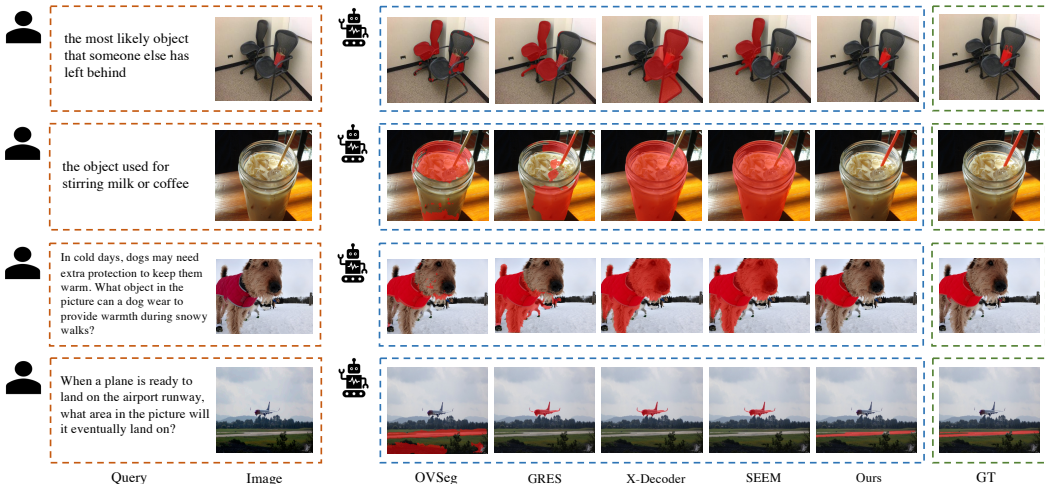 the most likely object
that someone else has
left behind
the object used for
stirring milk or coffee
In cold days, dogs may need
extra protection to keep them
warm. What object in the
picture can a dog wear to
provide warmth during snowy
walks?
When a plane is ready to
land on the airport runway,
what area in the picture will
it eventually land on?
Query Image OVSeg GRES X-Decoder SEEM Ours GT